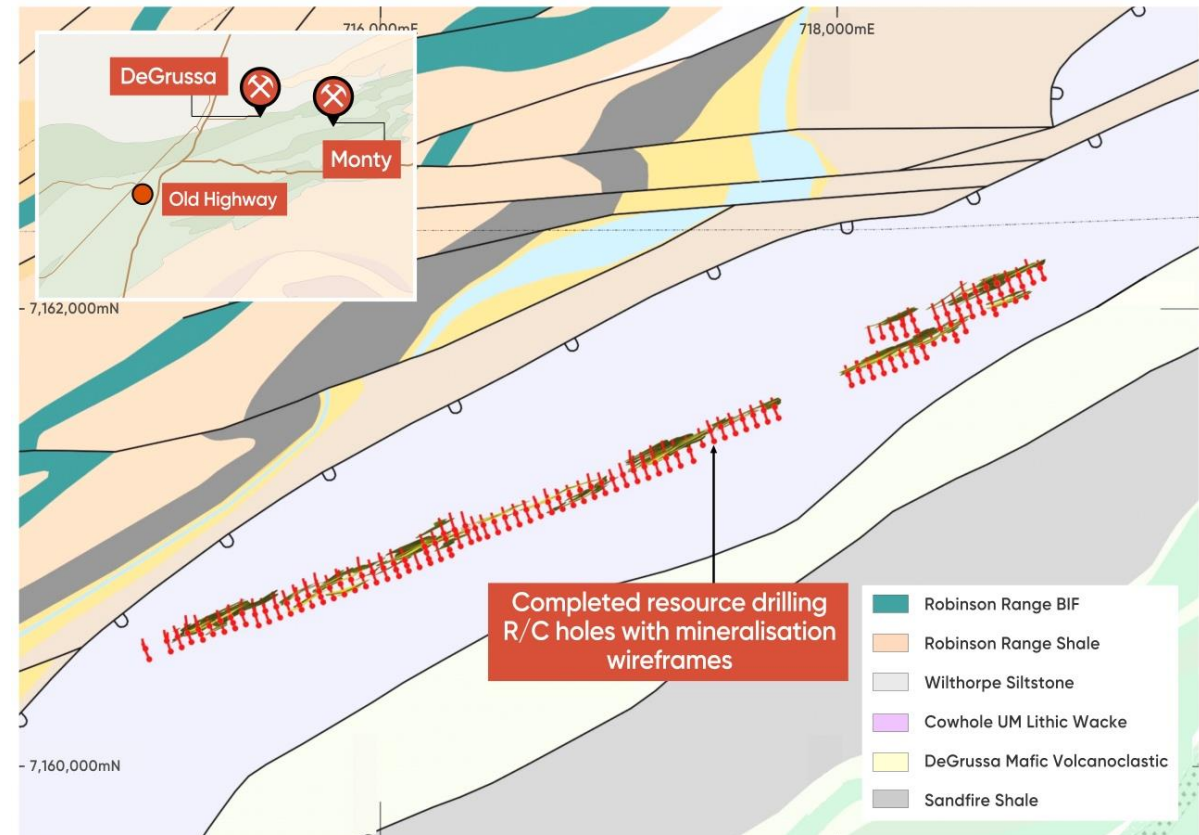 716,000mE
718,000mE
DeGrussa
Monty
Old Highway
7,162,000mN
Completed resource drilling
R/C holes with mineralisation
wireframes
Robinson Range BIF
Robinson Range Shale
Wilthorpe Siltstone
Cowhole UM Lithic Wacke
DeGrussa Mafic Volcanoclastic
Sandfire Shale
7,160,000mN